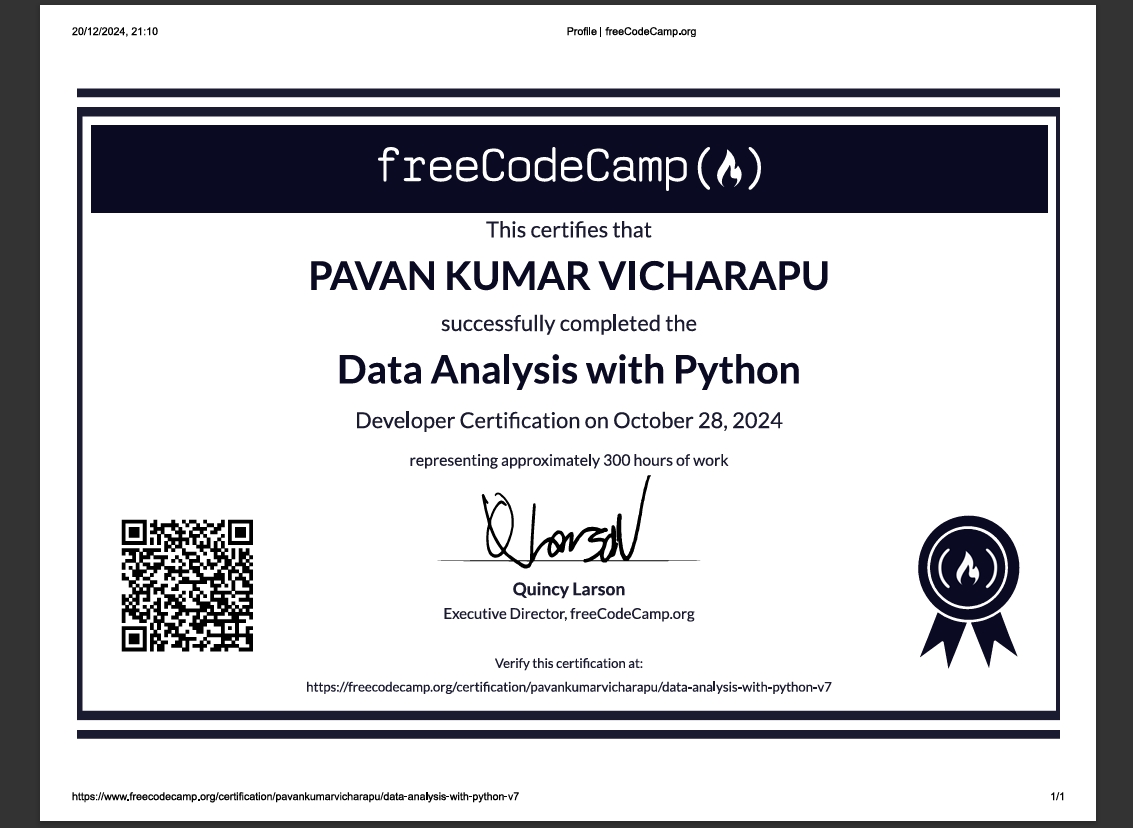 20/12/2024, 21:10
Profile | freeCodeCamp.org
freeCodeCamp
This certifies that
PAVAN KUMAR VICHARAPU
successfully completed the
Data Analysis with Python
Developer Certification on October 28, 2024
representing approximately 300 hours of work
Q Larson
Quincy Larson
Executive Director, freeCodeCamp.org
Verify this certification at:
https://freecodecamp.org/certification/pavankumarvicharapu/data-analysis-with-python-v7
https://www.freecodecamp.org/certification/pavankumarvicharapu/data-analysis-with-python-v7
1/1